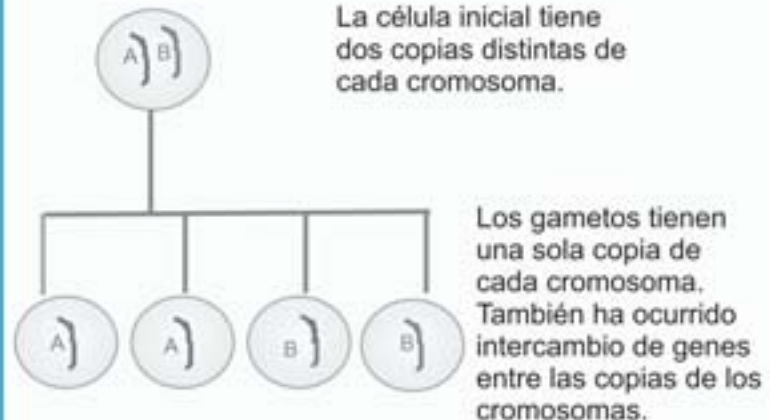 La célula inicial tiene
dos copias distintas de
cada cromosoma.
A B
Los gametos tienen
una sola copia de
cada cromosoma.
También ha ocurrido
intercambio de genes
entre las copias de los
cromosomas.
A A B B